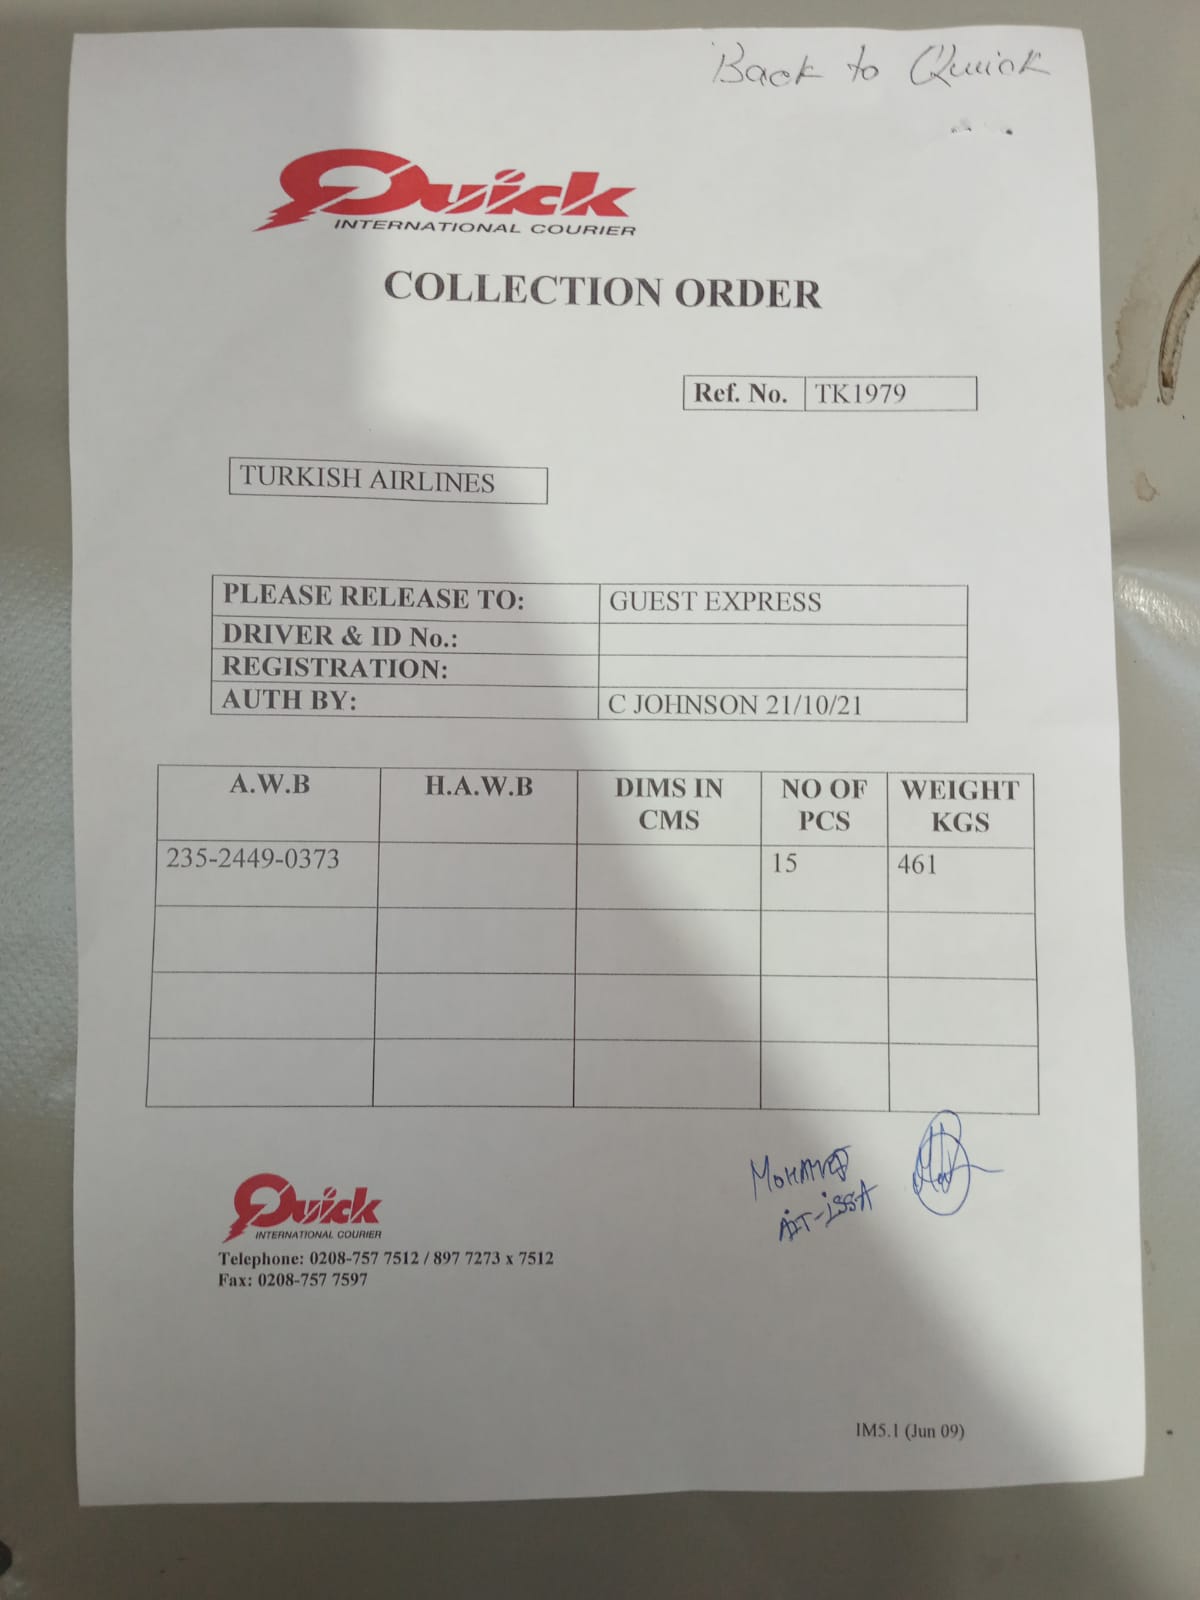 Back to Quick
Quick
INTERNATIONAL COURIER
COLLECTION ORDER
Ref. No. TK1979
TURKISH AIRLINES
PLEASE RELEASE TO: GUEST EXPRESS
DRIVER & ID No.:
REGISTRATION:
AUTH BY: C JOHNSON 21/10/21
A.W.B H.A.W.B DIMS IN CMS NO OF PCS WEIGHT KGS
235-2449-0373 15 461
MOHAMED
AIT-ISSA
Quick
INTERNATIONAL COURIER
Telephone: 0208-757 7512 / 897 7273 x 7512
Fax: 0208-757 7597
IM5.1 (Jun 09)